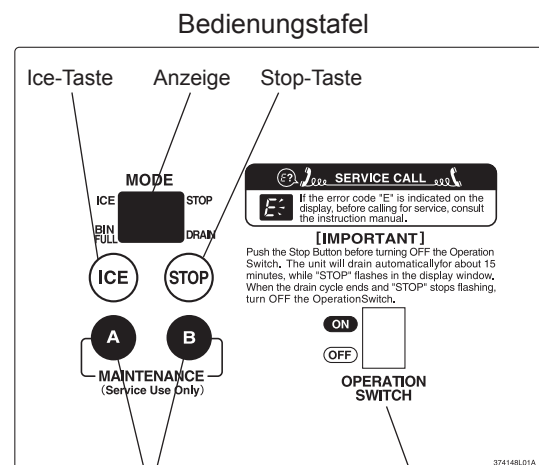 Bedienungstafel
Ice-Taste Anzeige Stop-Taste
MODE
ICE STOP
BIN FULL DRAIN
ICE STOP
A B
MAINTENANCE
(Service Use Only)
E? SERVICE CALL
E If the error code "E" is indicated on the
display, before calling for service, consult
the instruction manual.
[IMPORTANT]
Push the Stop Button before turning OFF the Operation
Switch. The unit will drain automaticallyfor about 15
minutes, while "STOP" flashes in the display window.
When the drain cycle ends and "STOP" stops flashing,
turn OFF the OperationSwitch.
ON
OFF
OPERATION
SWITCH
374148L01A